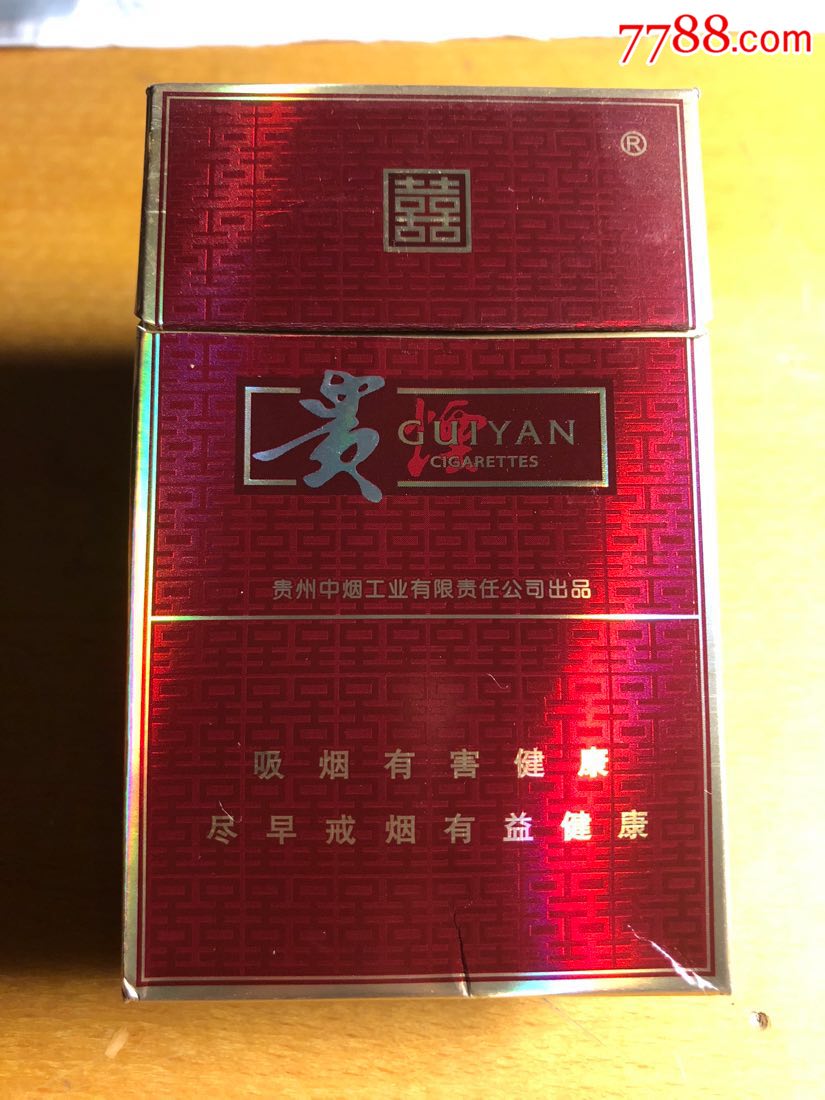 7788.com
®
囍
贵烟
GUIYAN
CIGARETTES
贵州中烟工业有限责任公司出品
吸烟有害健康
尽早戒烟有益健康